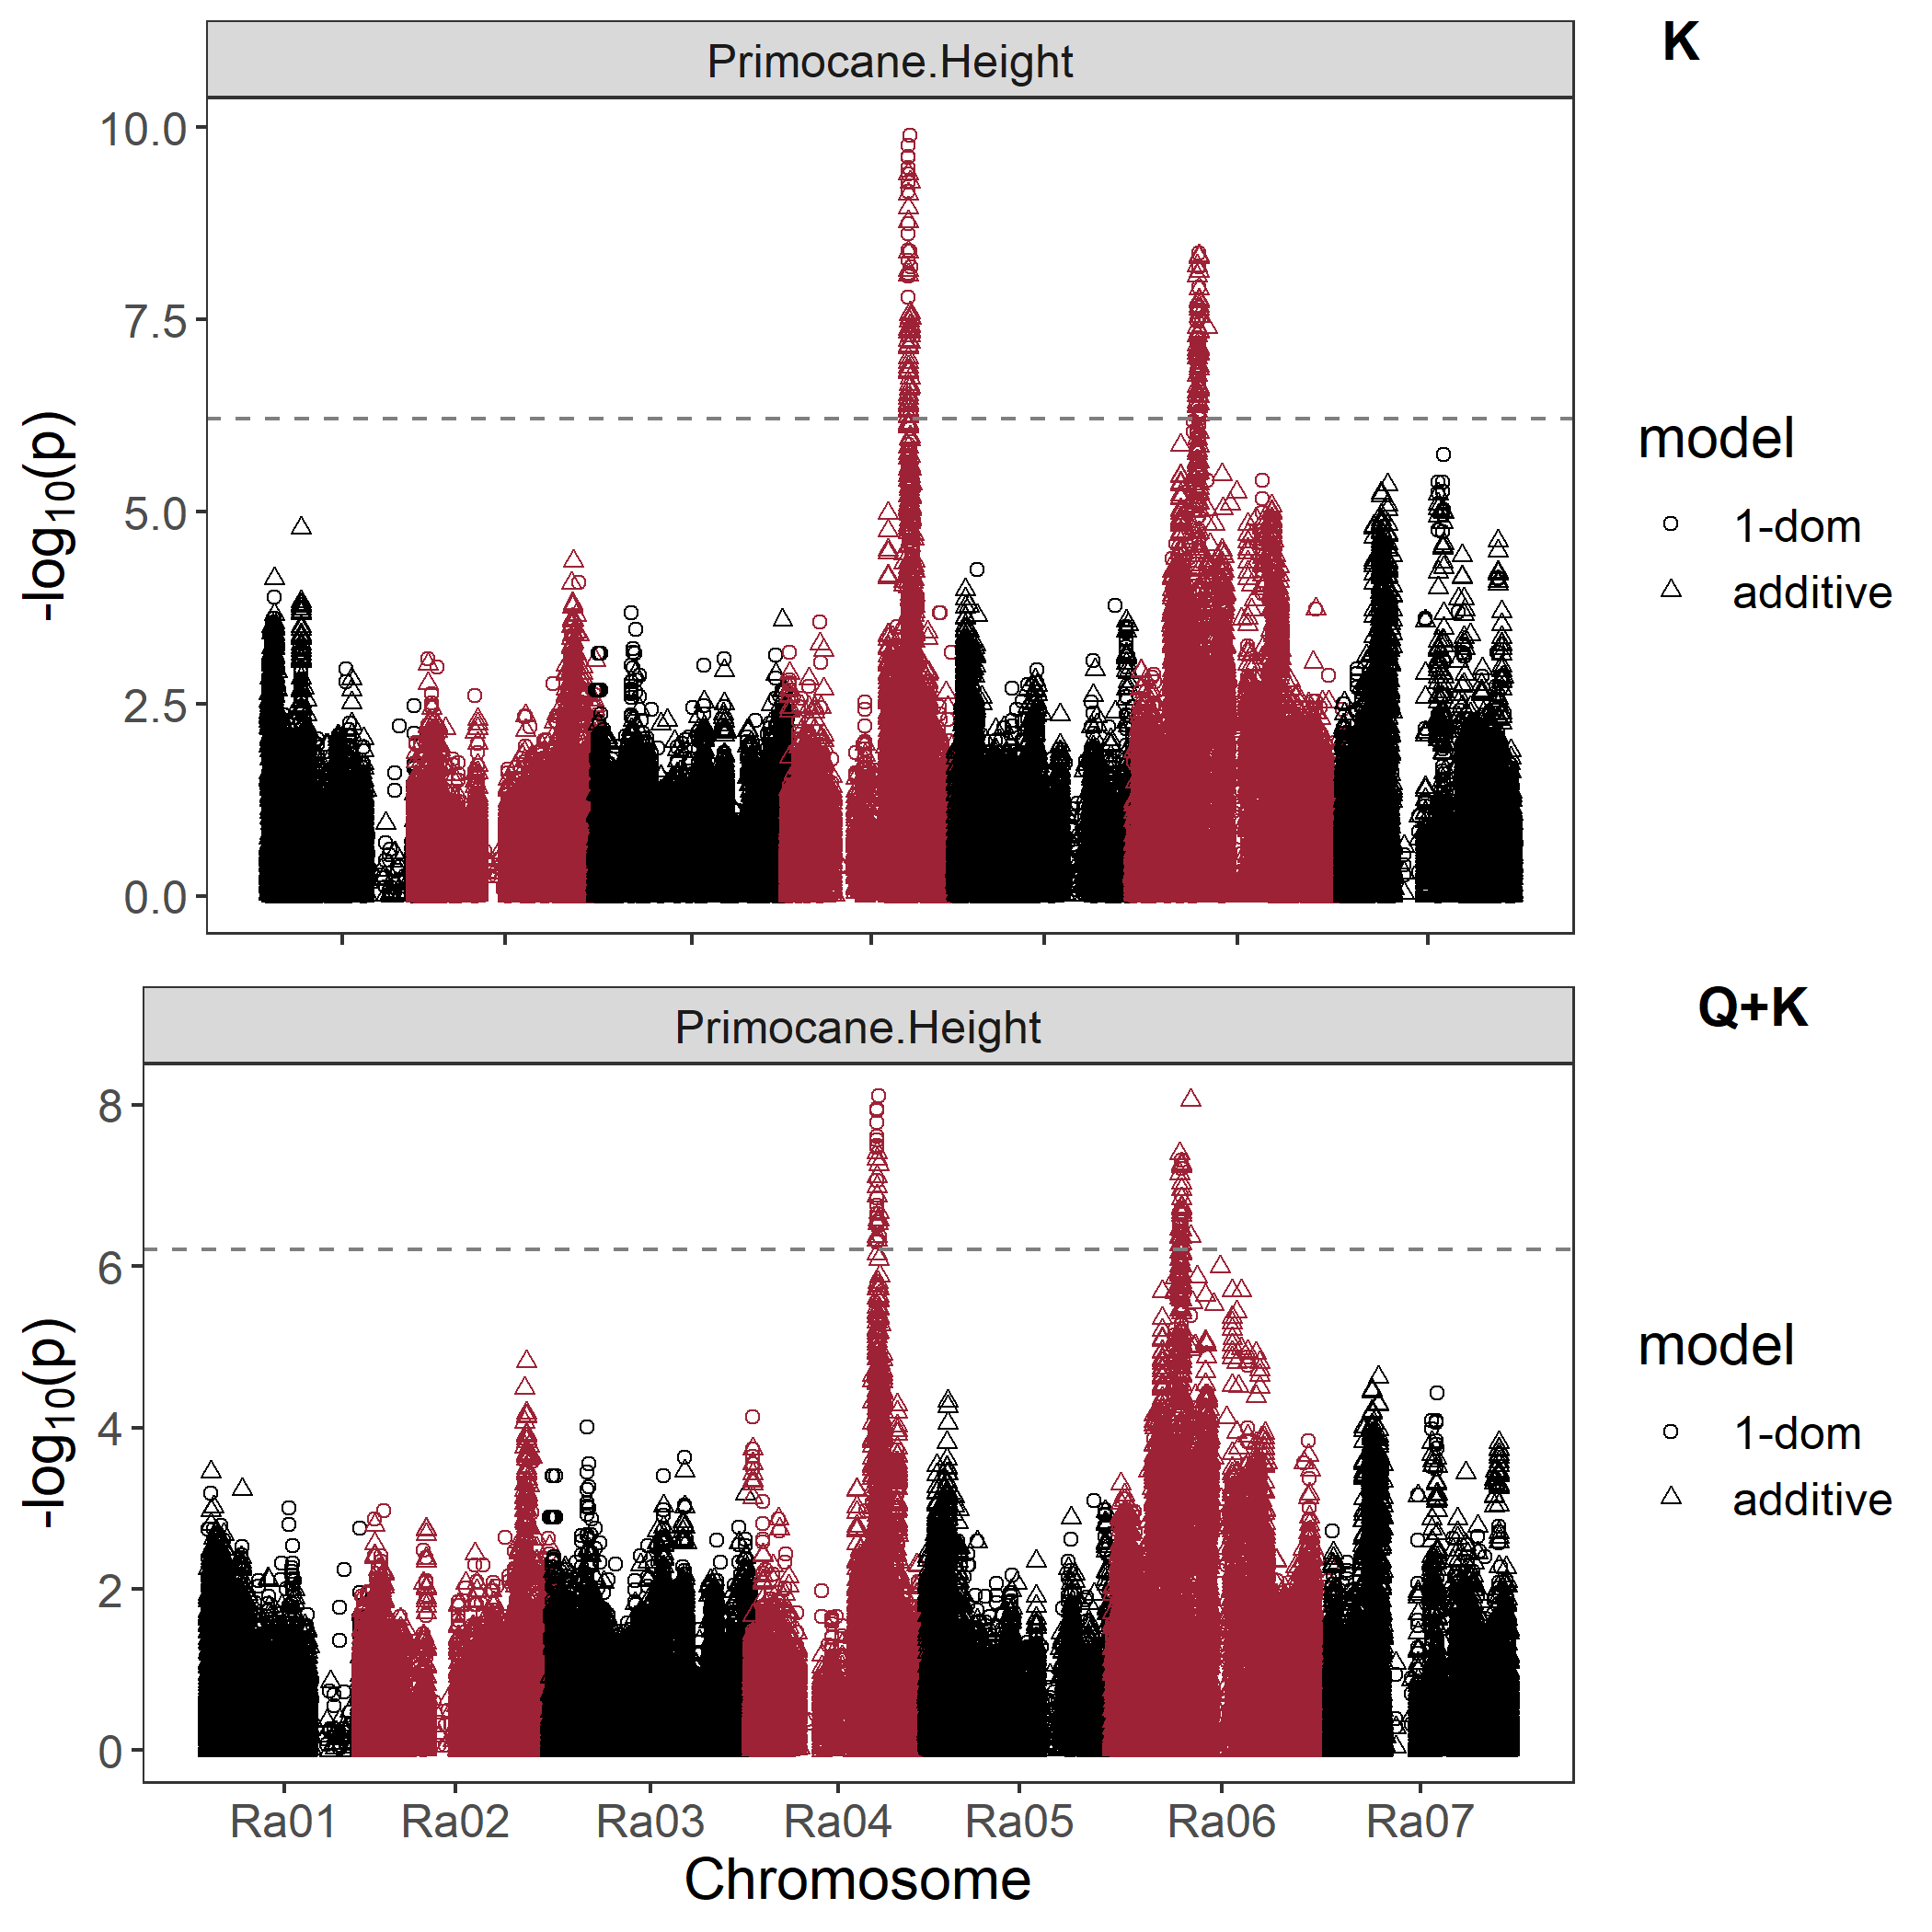 Primocane.Height
K
10.0
7.5
5.0
2.5
0.0
-log10(p)
model
1-dom
additive
Primocane.Height
Q+K
8
6
4
2
0
-log10(p)
model
1-dom
additive
Ra01 Ra02 Ra03 Ra04 Ra05 Ra06 Ra07
Chromosome